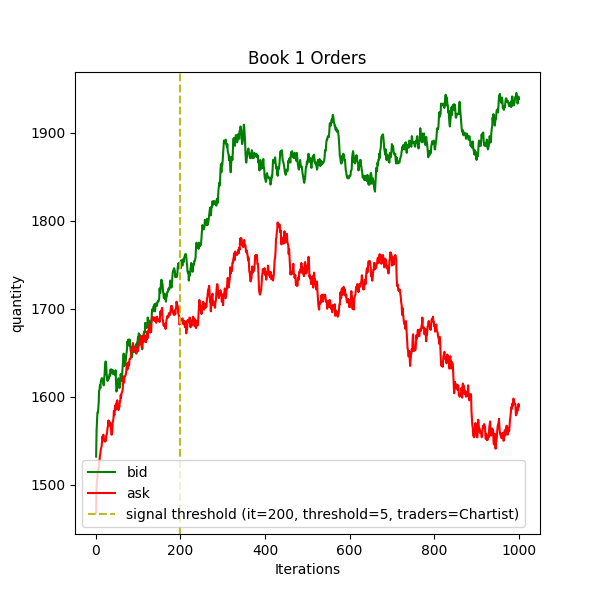 Book 1 Orders
quantity
1900
1800
1700
1600
1500
bid
ask
signal threshold (it=200, threshold=5, traders=Chartist)
0 200 400 600 800 1000
Iterations